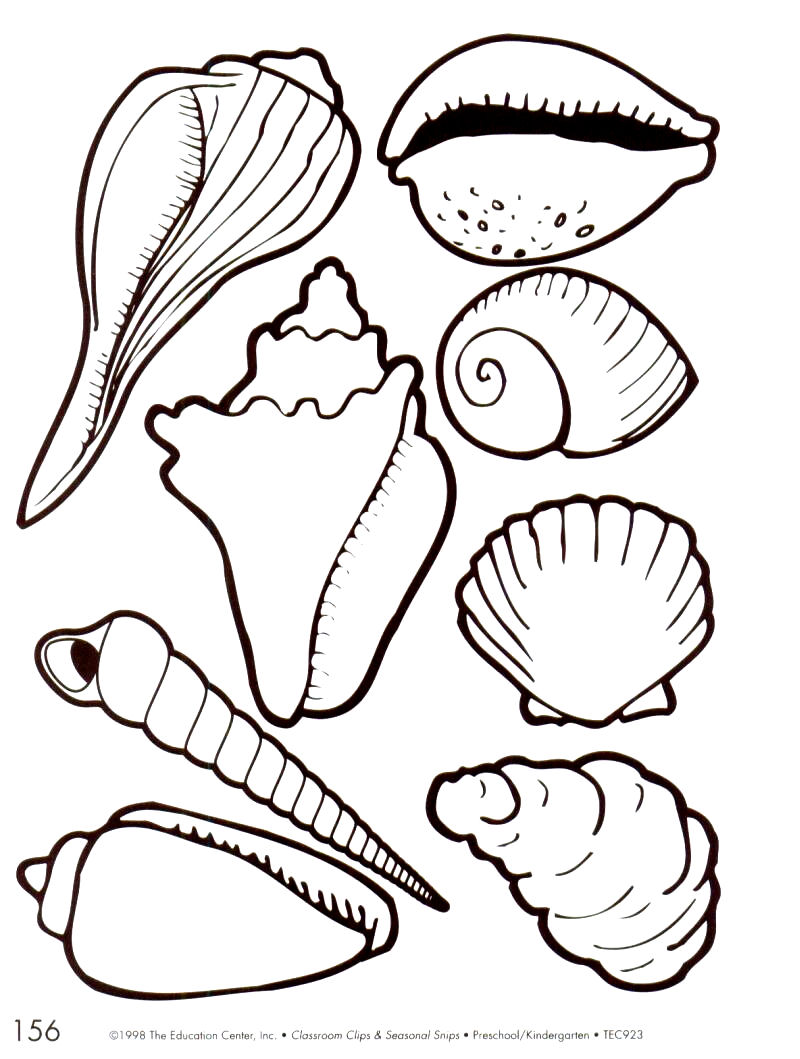 156 ©1998 The Education Center, Inc. • Classroom Clips & Seasonal Snips • Preschool/Kindergarten • TEC923